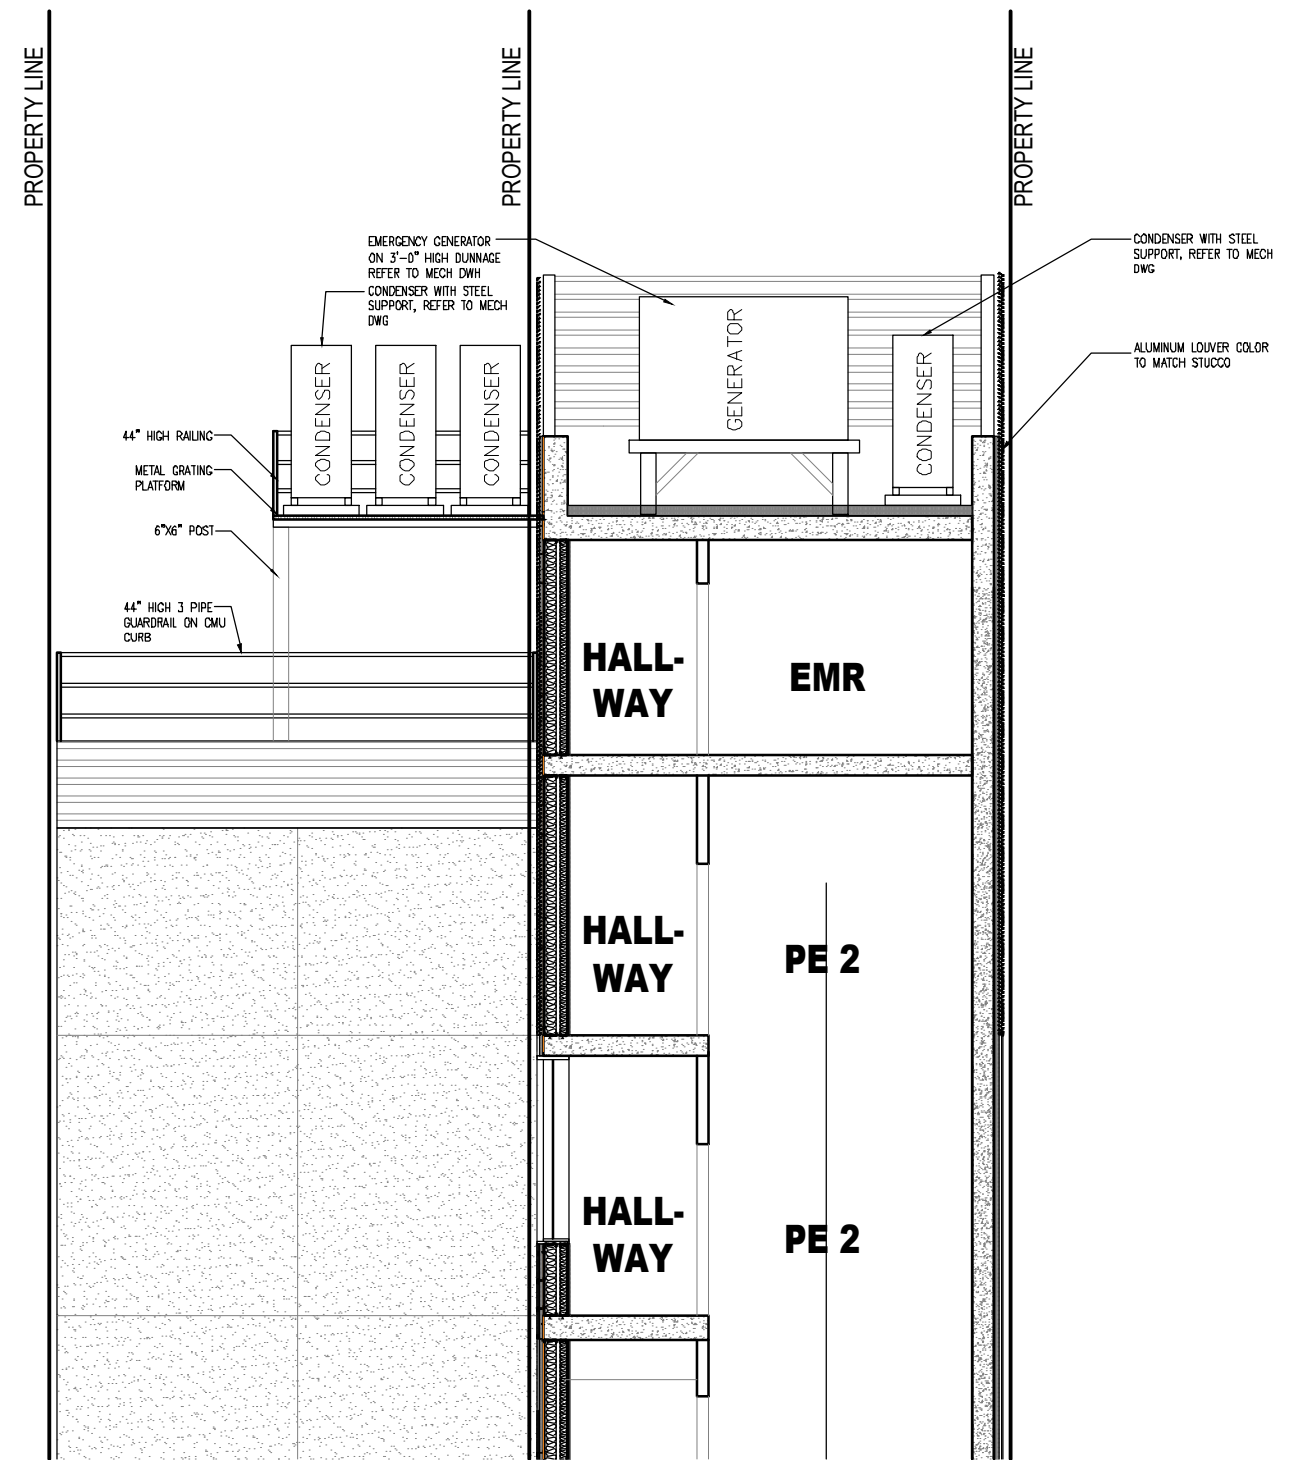 PROPERTY LINE
PROPERTY LINE
PROPERTY LINE
EMERGENCY GENERATOR
ON 3'-0" HIGH DUNNAGE
REFER TO MECH DWH
CONDENSER WITH STEEL
SUPPORT, REFER TO MECH
DWG
CONDENSER WITH STEEL
SUPPORT, REFER TO MECH
DWG
ALUMINUM LOUVER COLOR
TO MATCH STUCCO
CONDENSER
CONDENSER
CONDENSER
GENERATOR
CONDENSER
44" HIGH RAILING
METAL GRATING
PLATFORM
6"X6" POST
44" HIGH 3 PIPE
GUARDRAIL ON CMU
CURB
HALL-
WAY
EMR
HALL-
WAY
PE 2
HALL-
WAY
PE 2